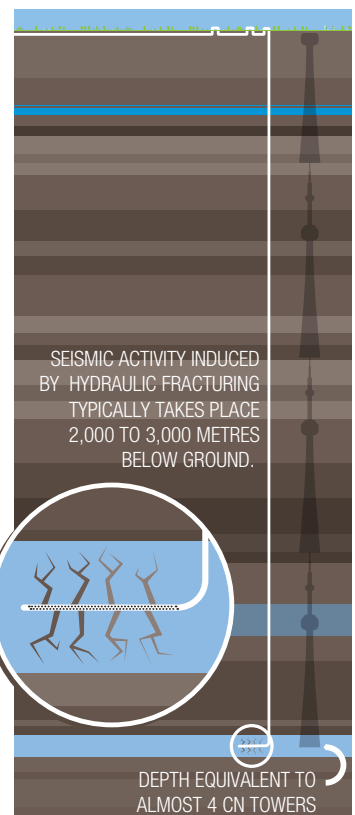 SEISMIC ACTIVITY INDUCED
BY HYDRAULIC FRACTURING
TYPICALLY TAKES PLACE
2,000 TO 3,000 METRES
BELOW GROUND.
DEPTH EQUIVALENT TO
ALMOST 4 CN TOWERS